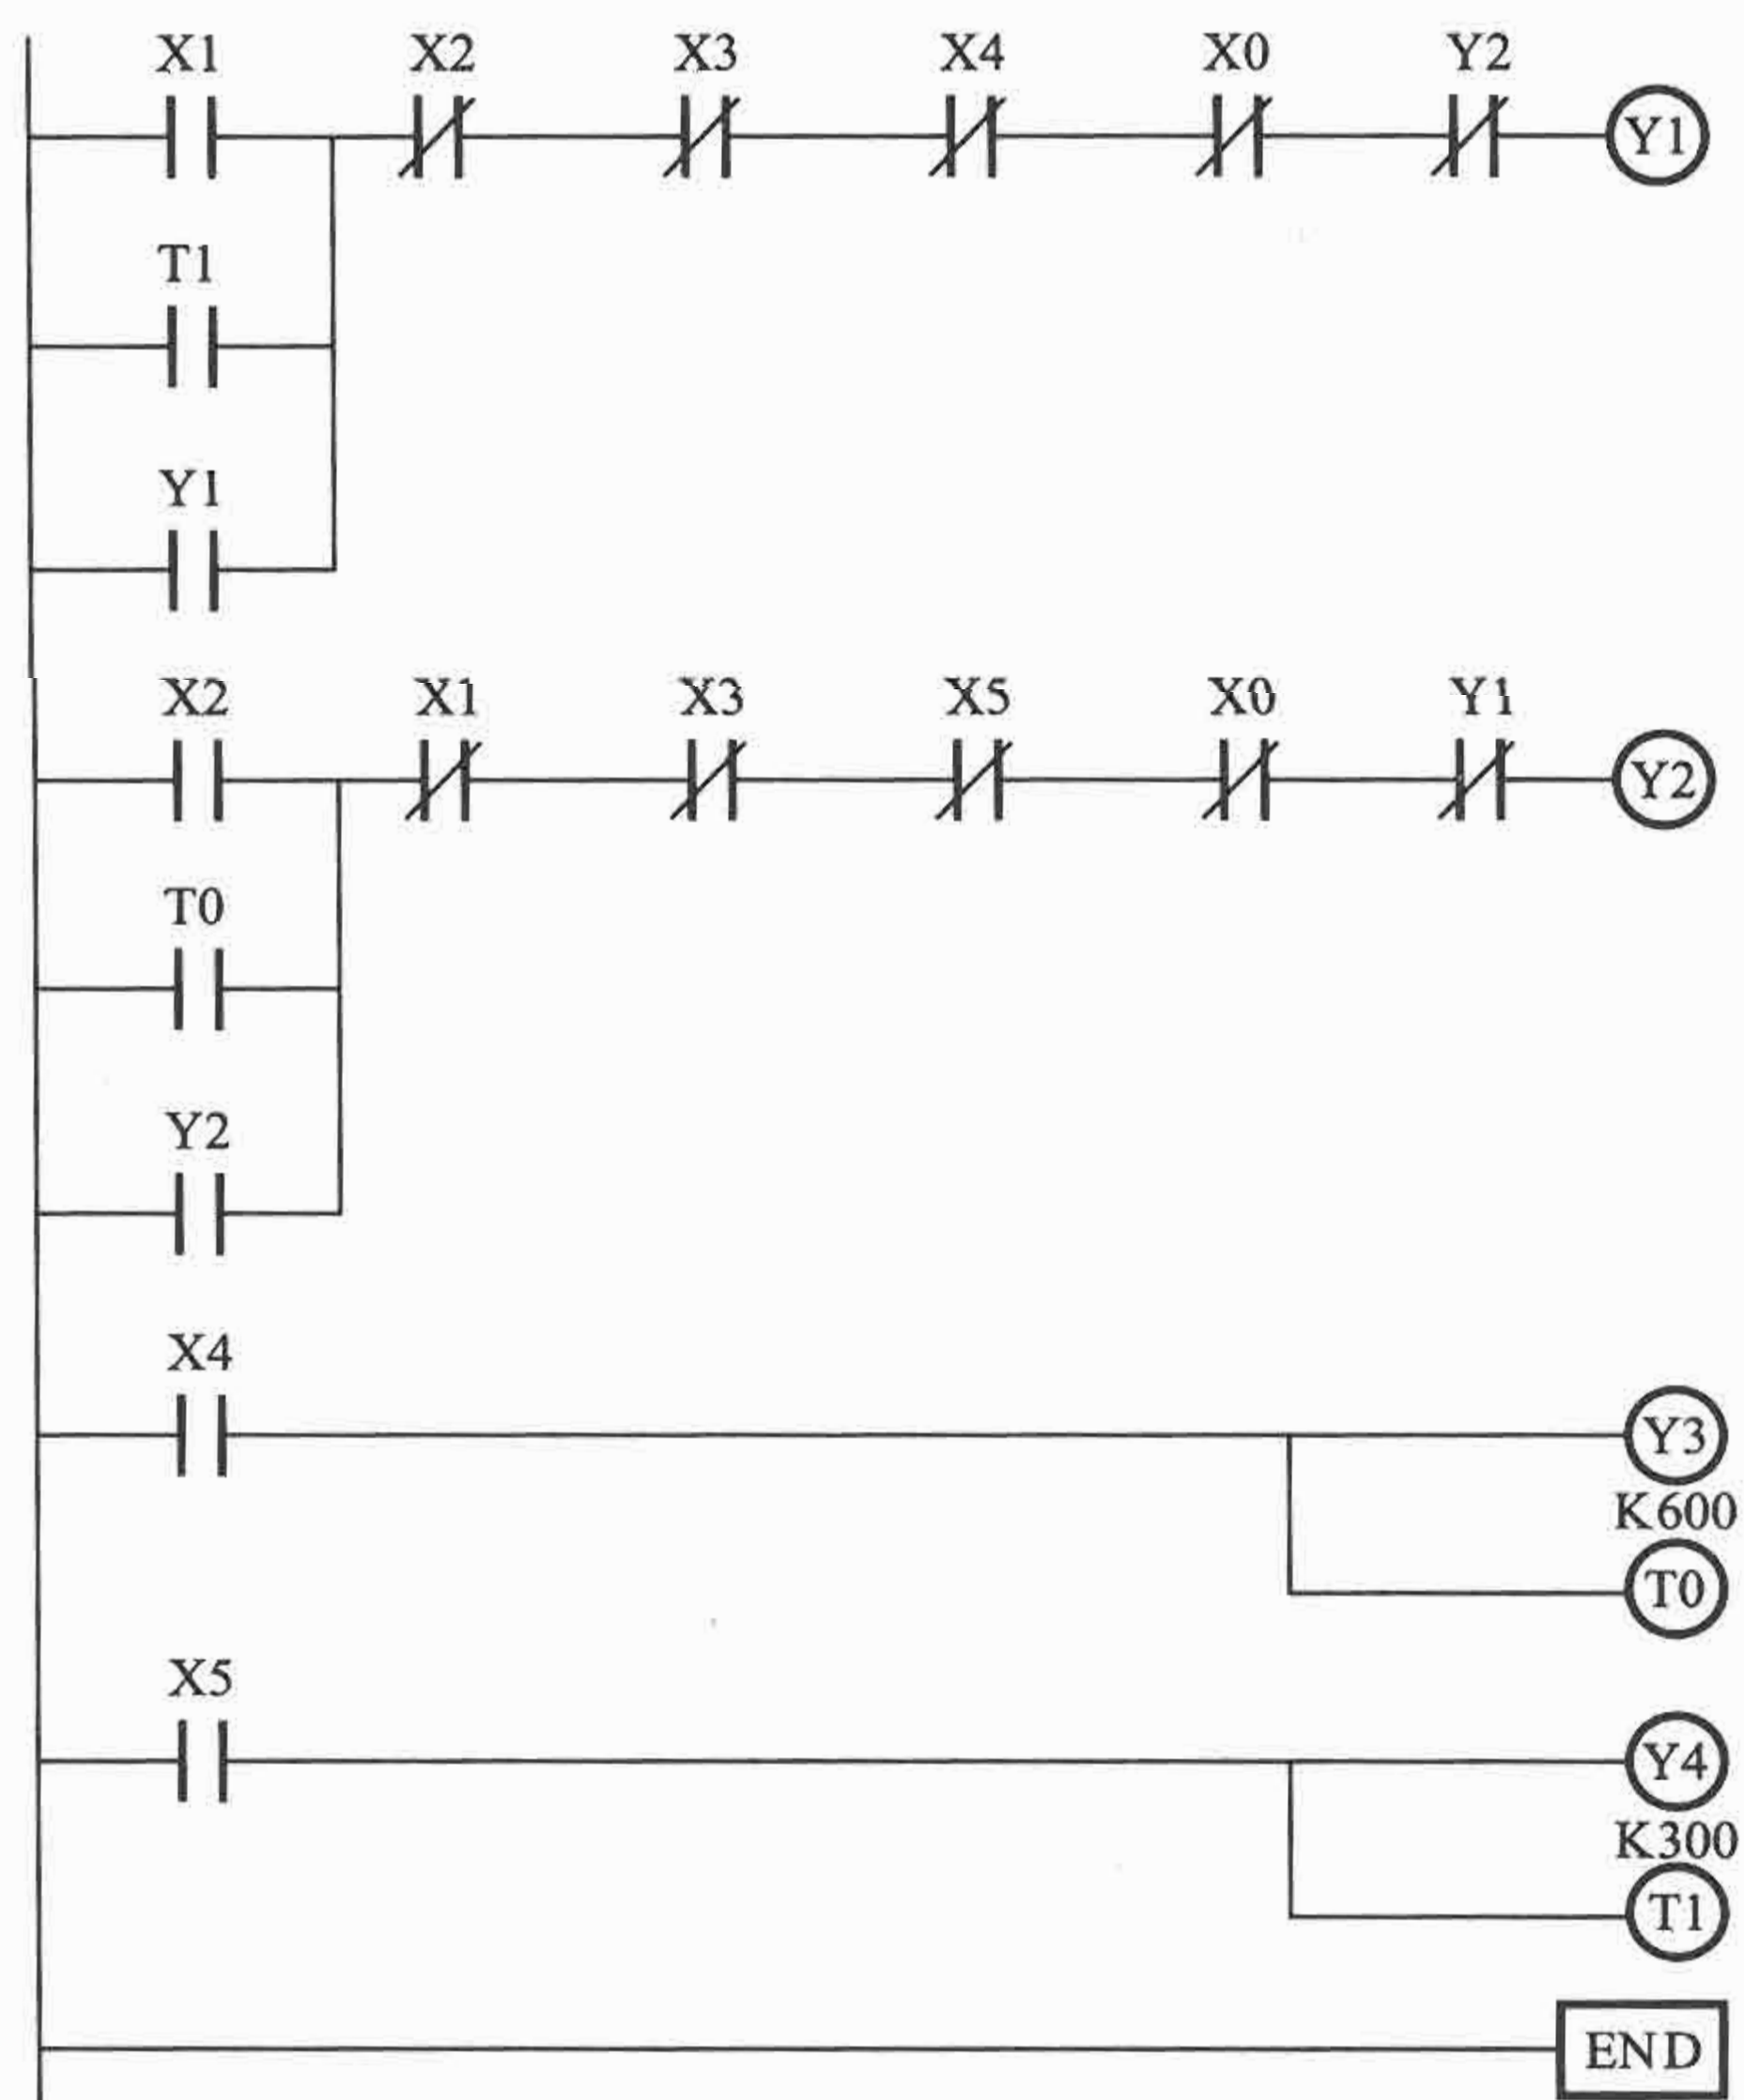 X1 X2 X3 X4 X0 Y2
Y1
T1
Y1
X2 X1 X3 X5 X0 Y1
Y2
T0
Y2
X4
Y3
K600
T0
X5
Y4
K300
T1
END